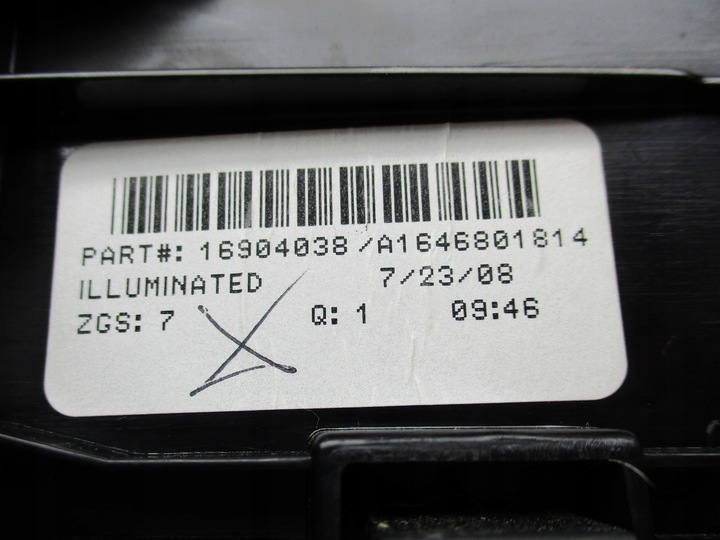 PART#: 16904038/A1646801814
ILLUMINATED 7/23/08
ZGS: 7 Q: 1 09:46